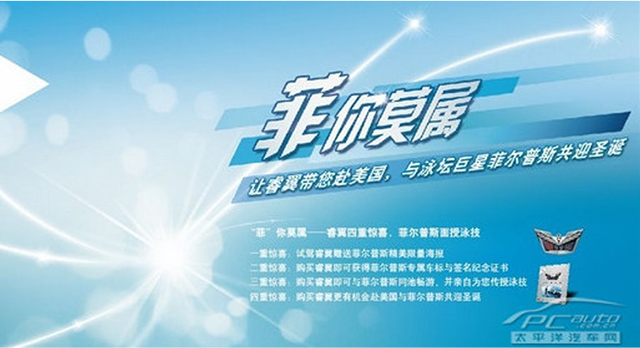 菲你莫属
让睿翼带您赴美国，与泳坛巨星菲尔普斯共迎圣诞
“菲”你莫属——睿翼四重惊喜，菲尔普斯面授泳技
一重惊喜：试驾睿翼赠送菲尔普斯精美限量海报
二重惊喜：购买睿翼即可获得菲尔普斯专属车标与签名纪念证书
三重惊喜：购买睿翼即可与菲尔普斯同池畅游，并亲自为您传授泳技
四重惊喜：购买睿翼更有机会赴美国与菲尔普斯共迎圣诞
PCauto
.com.cn
太平洋汽车网